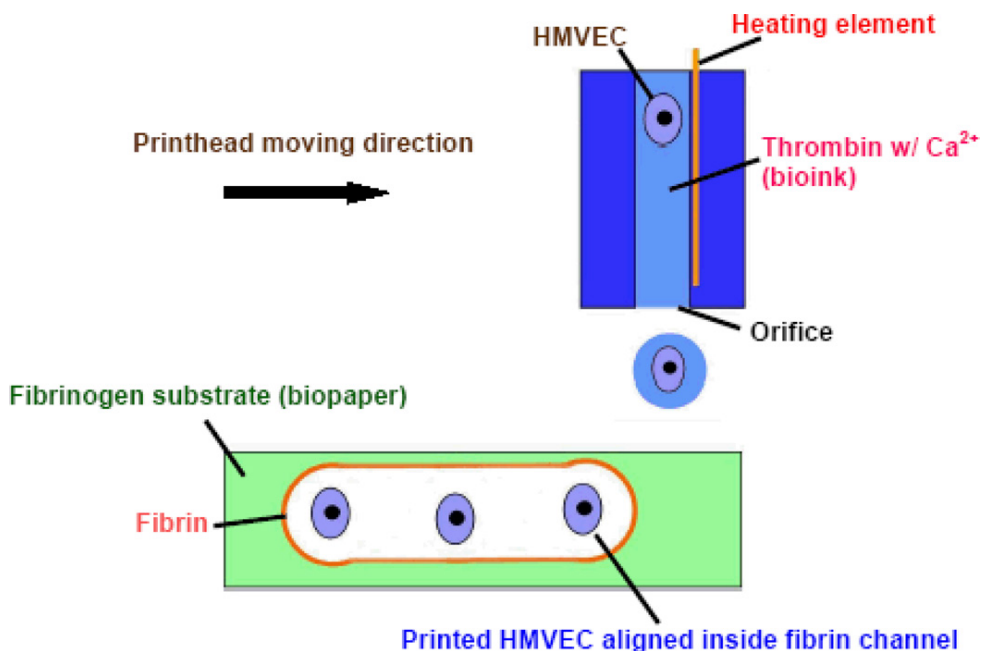 HMVEC
Heating element
Printhead moving direction
Thrombin w/ Ca²⁺
(bioink)
Orifice
Fibrinogen substrate (biopaper)
Fibrin
Printed HMVEC aligned inside fibrin channel